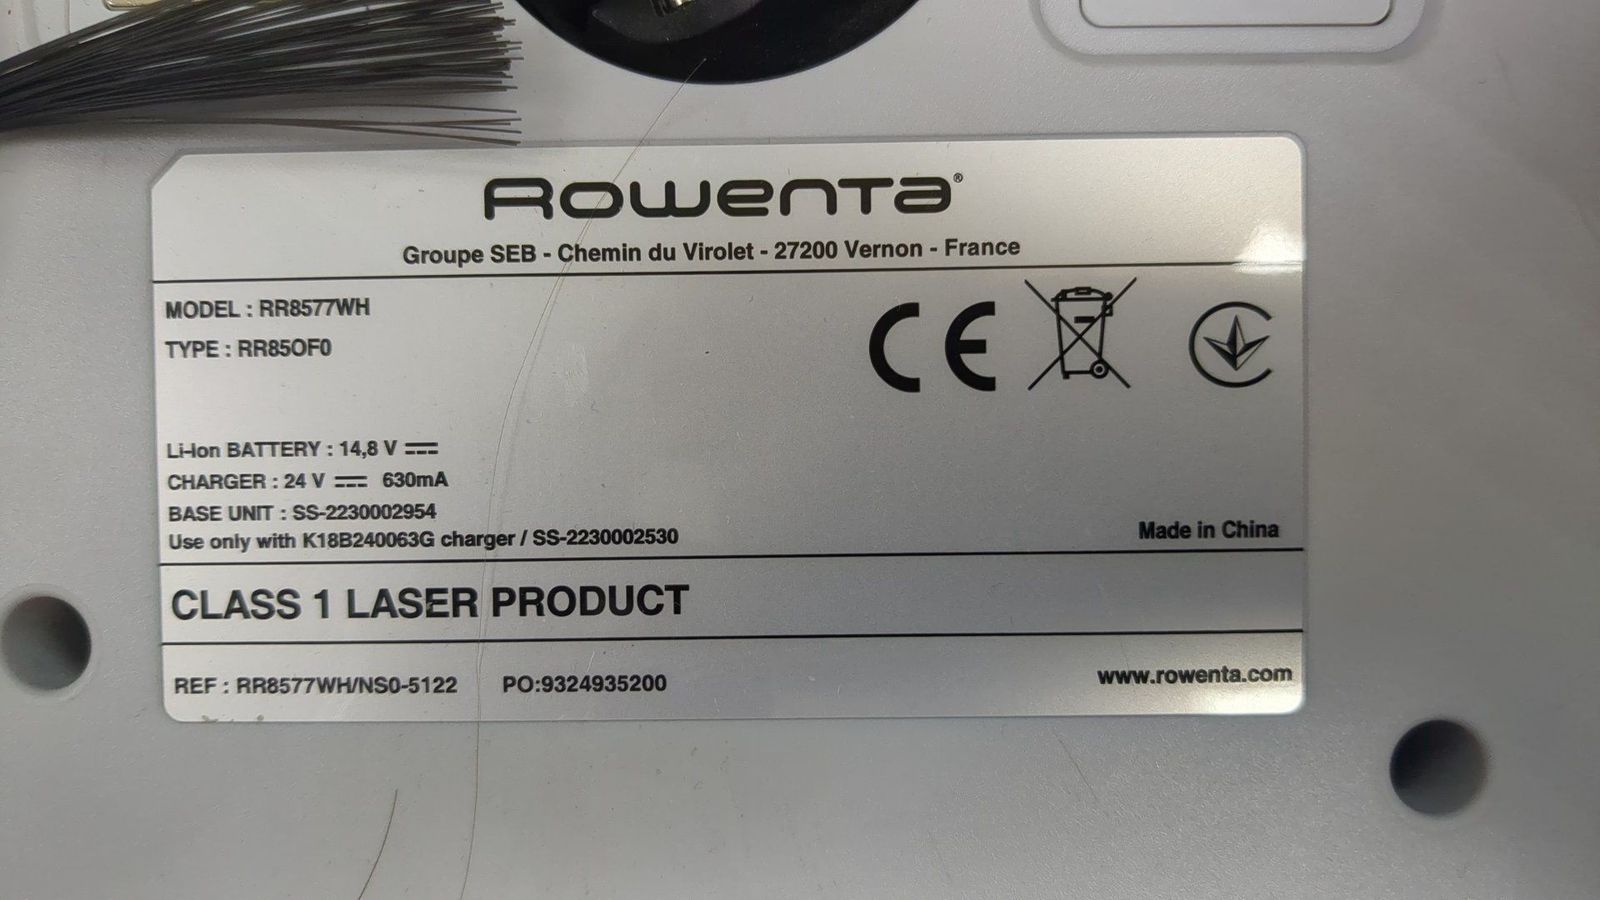 ROWENTA®
Groupe SEB - Chemin du Virolet - 27200 Vernon - France
MODEL : RR8577WH
TYPE : RR85OF0
CE
Li-Ion BATTERY : 14,8 V
CHARGER : 24 V 630mA
BASE UNIT : SS-2230002954
Use only with K18B240063G charger / SS-2230002530
Made in China
CLASS 1 LASER PRODUCT
REF : RR8577WH/NS0-5122 PO:9324935200
www.rowenta.com